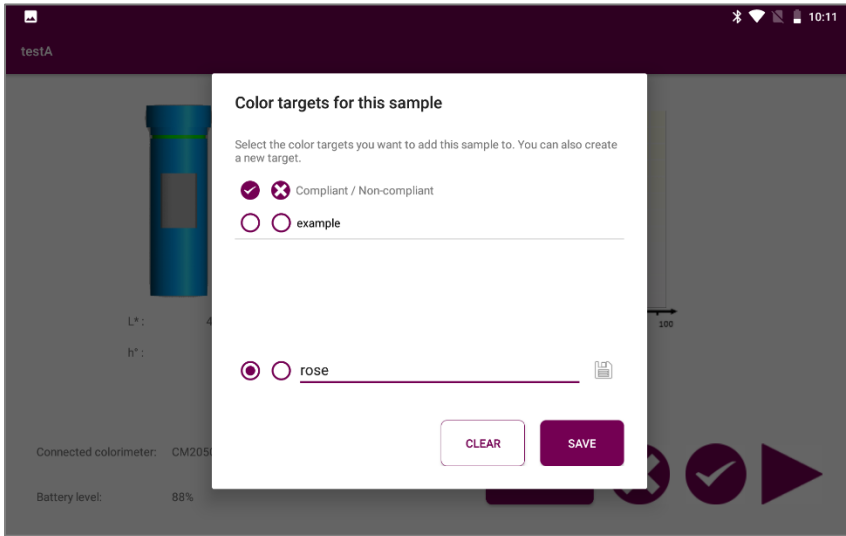 10:11
testA
Color targets for this sample
Select the color targets you want to add this sample to. You can also create
a new target.
Compliant / Non-compliant
example
L* :
4
100
h° :
rose
CLEAR
SAVE
Connected colorimeter:
CM205
Battery level:
88%